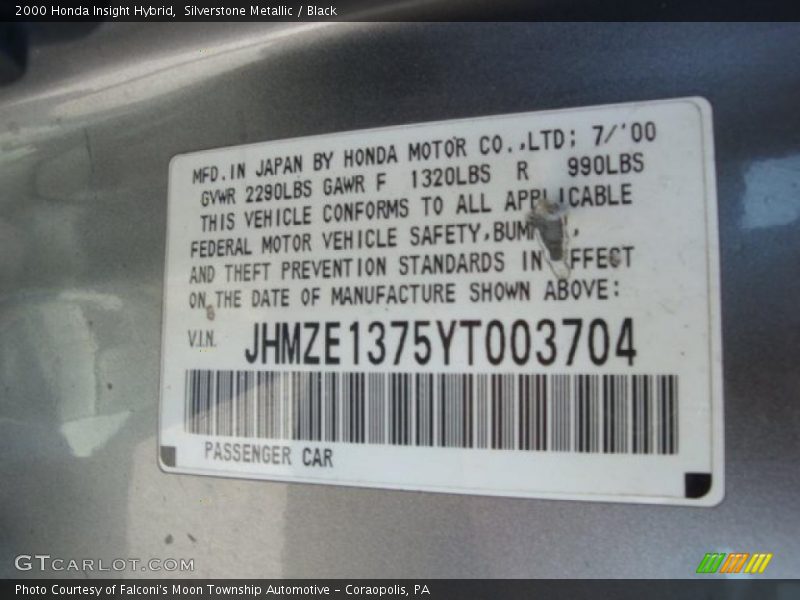 2000 Honda Insight Hybrid,  Silverstone Metallic / Black
MFD. IN JAPAN BY HONDA MOTOR CO.,LTD; 7/'00
GVWR 2290LBS GAWR F 1320LBS R 990LBS
THIS VEHICLE CONFORMS TO ALL APPLICABLE
FEDERAL MOTOR VEHICLE SAFETY,
AND THEFT PREVENTION STANDARDS IN EFFECT
ON THE DATE OF MANUFACTURE SHOWN ABOVE:
V.I.N. JHMZE1375YT003704
PASSENGER CAR
GTCARLOT.COM
Photo Courtesy of Falconi's Moon Township Automotive – Coraopolis, PA